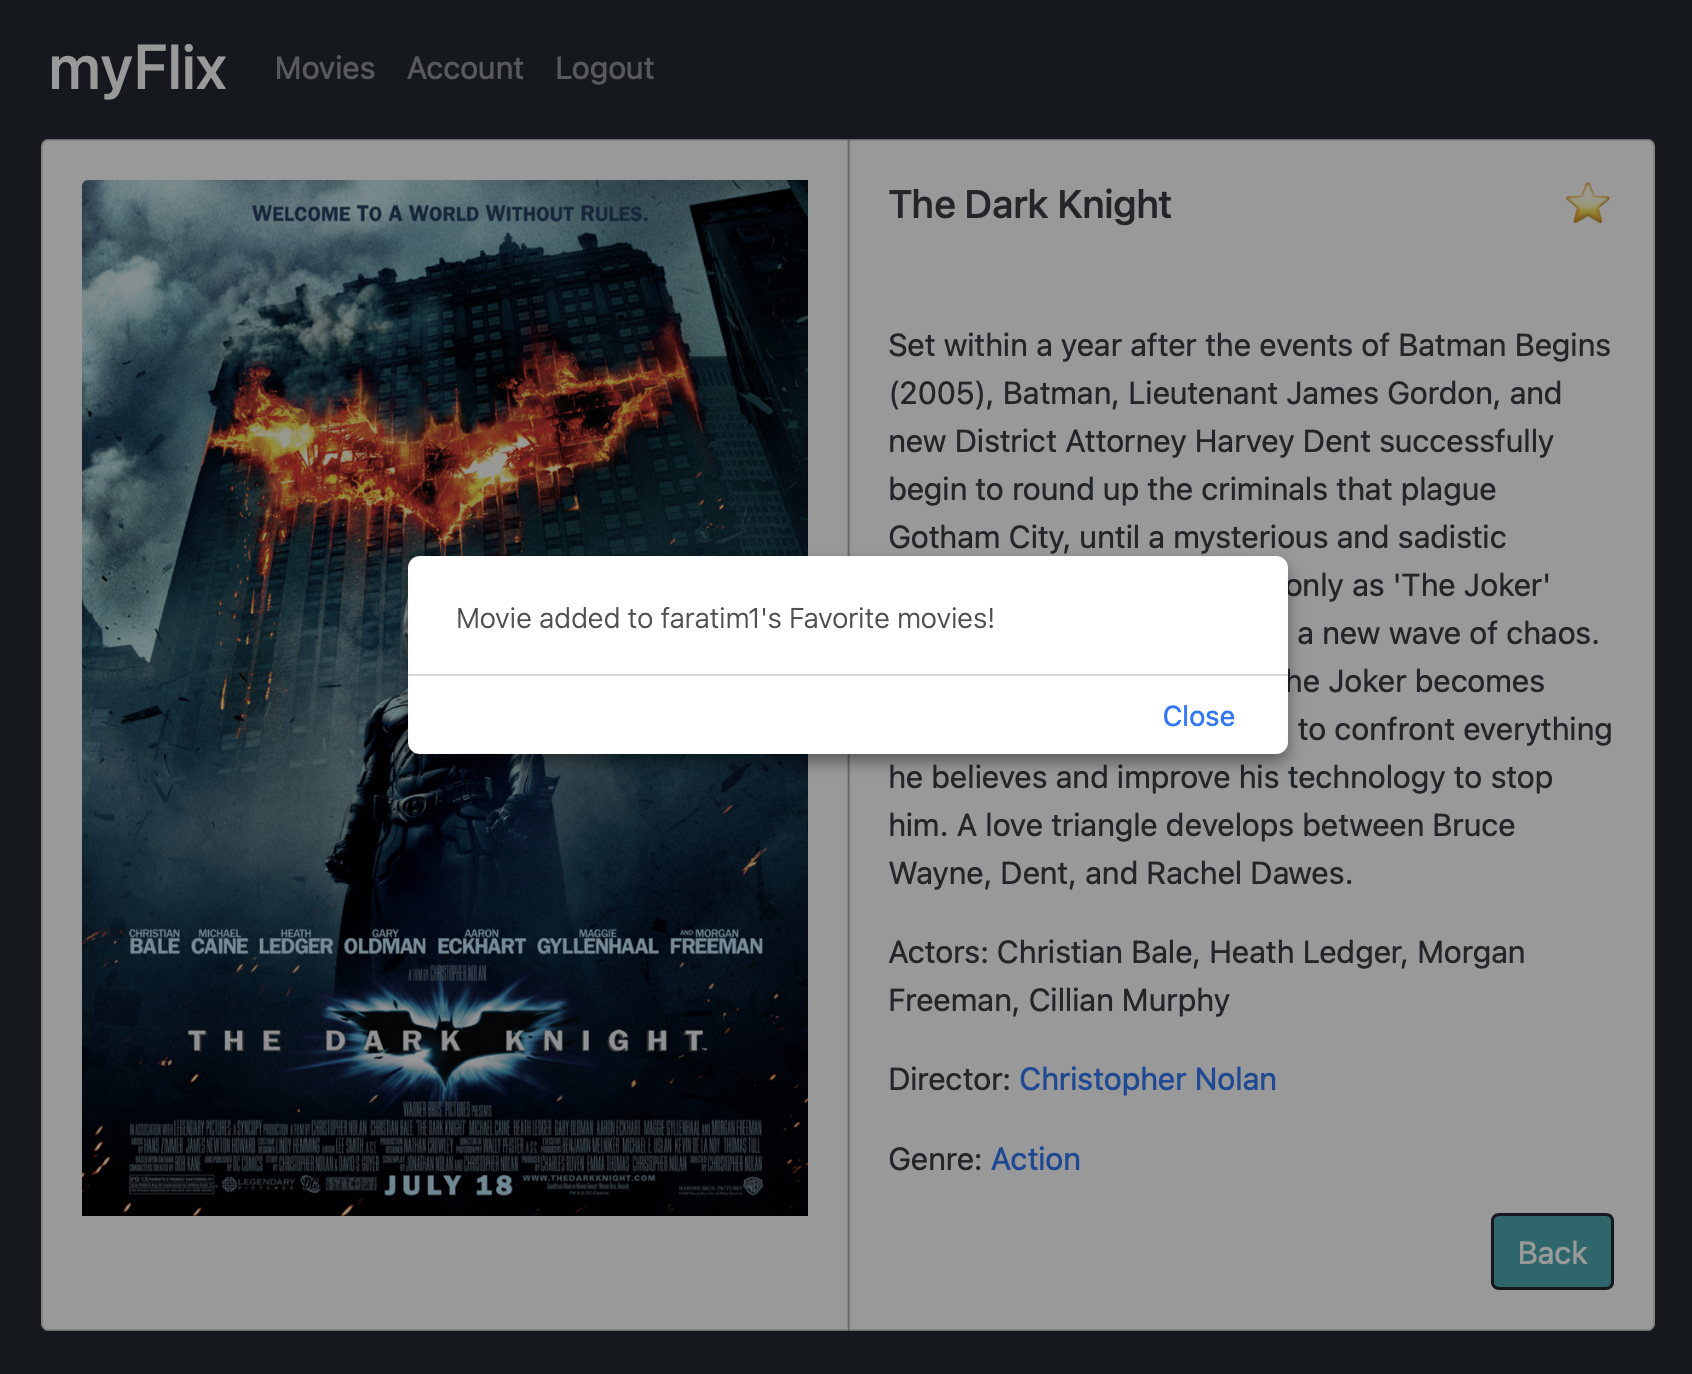 myFlix Movies Account Logout
WELCOME TO A WORLD WITHOUT RULES.
CHRISTIAN BALE MICHAEL CAINE HEATH LEDGER GARY OLDMAN AARON ECKHART MAGGIE GYLLENHAAL AND MORGAN FREEMAN
A FILM BY CHRISTOPHER NOLAN
THE DARK KNIGHT
WARNER BROS. PICTURES PRESENTS
LEGENDARY PICTURES
JULY 18
WWW.THEDARKKNIGHT.COM
The Dark Knight
Set within a year after the events of Batman Begins
(2005), Batman, Lieutenant James Gordon, and
new District Attorney Harvey Dent successfully
begin to round up the criminals that plague
Gotham City, until a mysterious and sadistic
only as 'The Joker'
a new wave of chaos.
he Joker becomes
to confront everything
he believes and improve his technology to stop
him. A love triangle develops between Bruce
Wayne, Dent, and Rachel Dawes.
Actors: Christian Bale, Heath Ledger, Morgan
Freeman, Cillian Murphy
Director: Christopher Nolan
Genre: Action
Back
Movie added to faratim1's Favorite movies!
Close